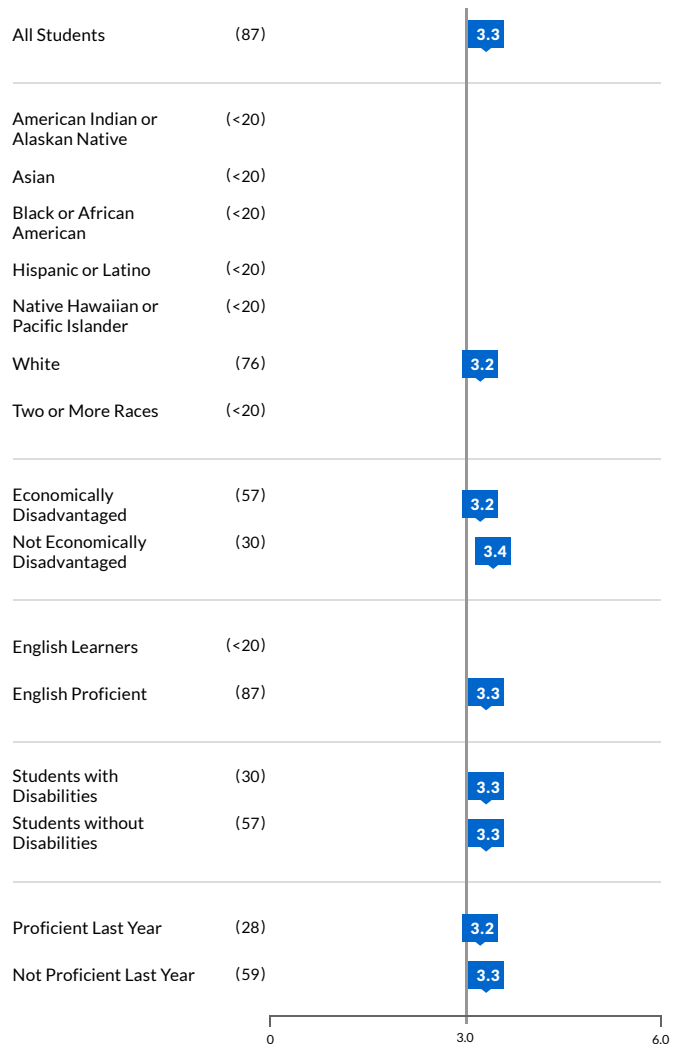 All Students (87) 3.3
American Indian or (<20)
Alaskan Native
Asian (<20)
Black or African (<20)
American
Hispanic or Latino (<20)
Native Hawaiian or (<20)
Pacific Islander
White (76) 3.2
Two or More Races (<20)
Economically (57) 3.2
Disadvantaged
Not Economically (30) 3.4
Disadvantaged
English Learners (<20)
English Proficient (87) 3.3
Students with (30) 3.3
Disabilities
Students without (57) 3.3
Disabilities
Proficient Last Year (28) 3.2
Not Proficient Last Year (59) 3.3
0 3.0 6.0